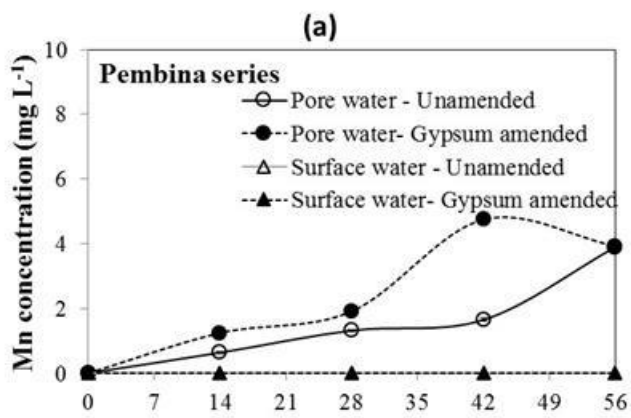 (a)
Pembina series
Pore water - Unamended
Pore water- Gypsum amended
Surface water - Unamended
Surface water- Gypsum amended
Mn concentration (mg L⁻¹)
10
8
6
4
2
0
0 7 14 21 28 35 42 49 56